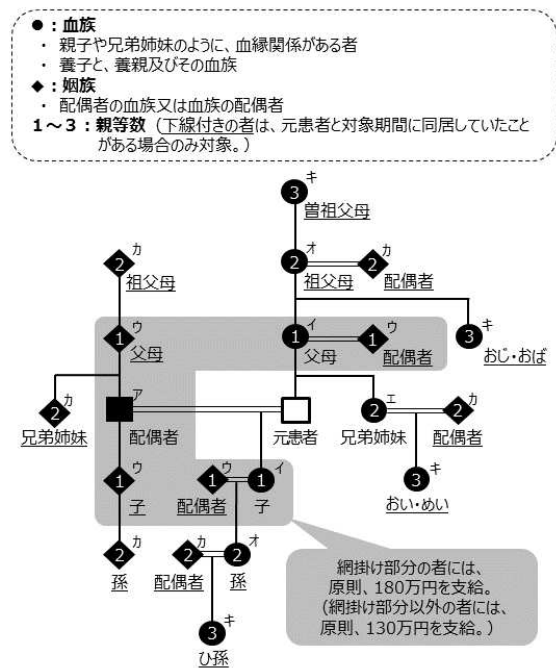 ●：血族
・ 親子や兄弟姉妹のように、血縁関係がある者
・ 養子と、養親及びその血族
◆：姻族
・ 配偶者の血族又は血族の配偶者
1～3：親等数（下線付きの者は、元患者と対象期間に同居していたことがある場合のみ対象。）
3 キ
曽祖父母
2 カ
祖父母
2 オ
祖父母
2 カ
配偶者
1 ウ
父母
1 イ
父母
1 ウ
配偶者
3 キ
おじ・おば
2 カ
兄弟姉妹
ア
配偶者
元患者
2 エ
兄弟姉妹
2 カ
配偶者
1 ウ
子
1 ウ
配偶者
1 イ
子
3 キ
おい・めい
2 カ
孫
2 カ
配偶者
2 オ
孫
3 キ
ひ孫
網掛け部分の者には、
原則、180万円を支給。
（網掛け部分以外の者には、
原則、130万円を支給。）